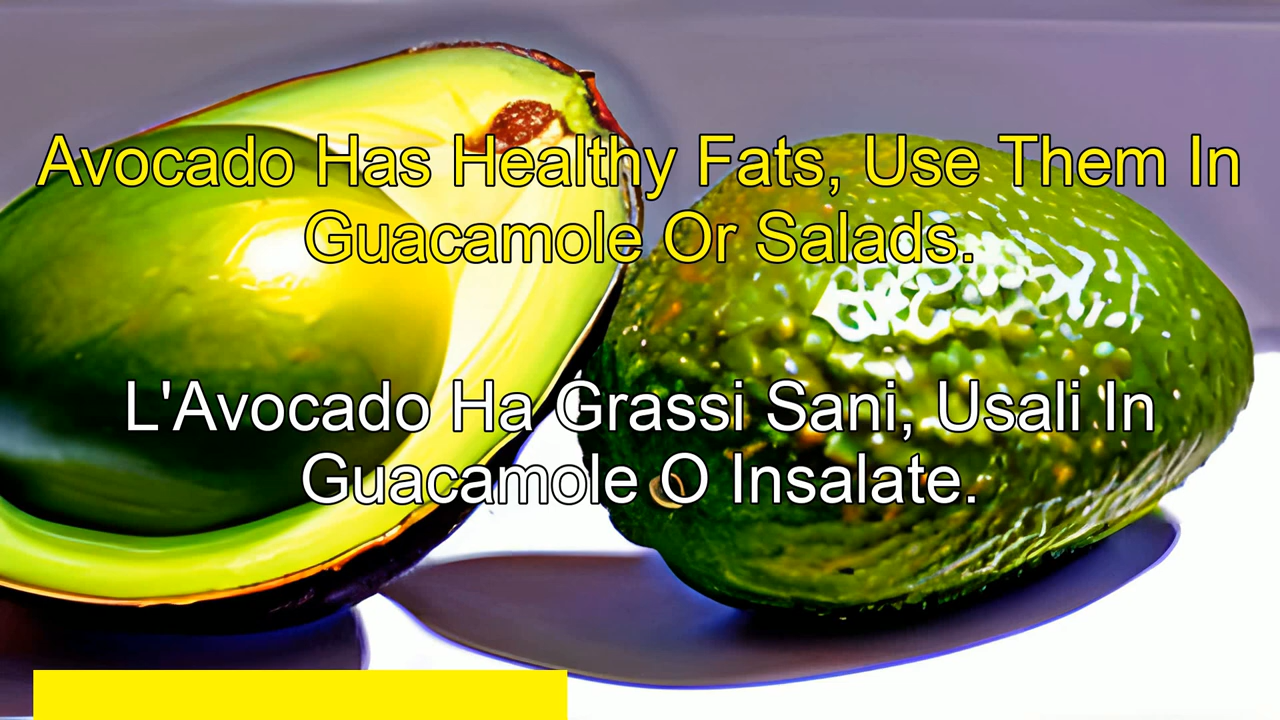 Avocado Has Healthy Fats, Use Them In
Guacamole Or Salads.
L'Avocado Ha Grassi Sani, Usali In
Guacamole O Insalate.